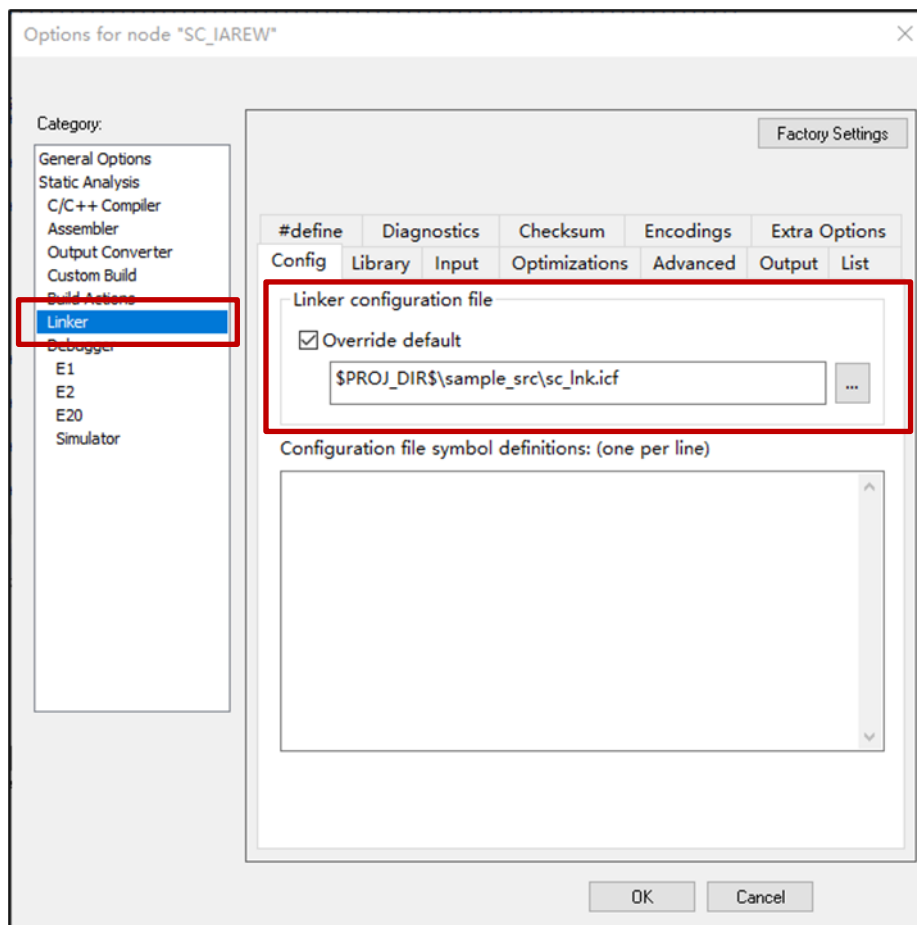 Options for node "SC_IAREW"
Category:
General Options
Static Analysis
C/C++ Compiler
Assembler
Output Converter
Custom Build
Build Actions
Linker
Debugger
E1
E2
E20
Simulator
Factory Settings
#define Diagnostics Checksum Encodings Extra Options
Config Library Input Optimizations Advanced Output List
Linker configuration file
Override default
$PROJ_DIR$\sample_src\sc_lnk.icf
...
Configuration file symbol definitions: (one per line)
OK Cancel